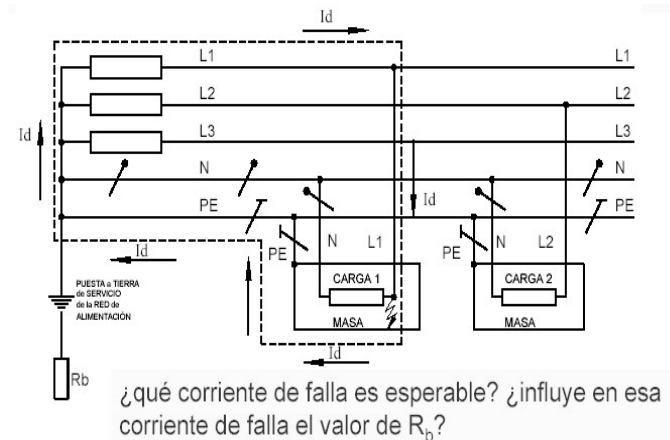 Id
L1 L1
L2 L2
L3 L3
Id
N N
PE Id PE
PE N L1 PE N L2
Id
CARGA 1 CARGA 2
MASA MASA
PUESTA a TIERRA
de SERVICIO
de la RED de
ALIMENTACIÓN
Id
Rb
¿qué corriente de falla es esperable? ¿influye en esa
corriente de falla el valor de Rb?